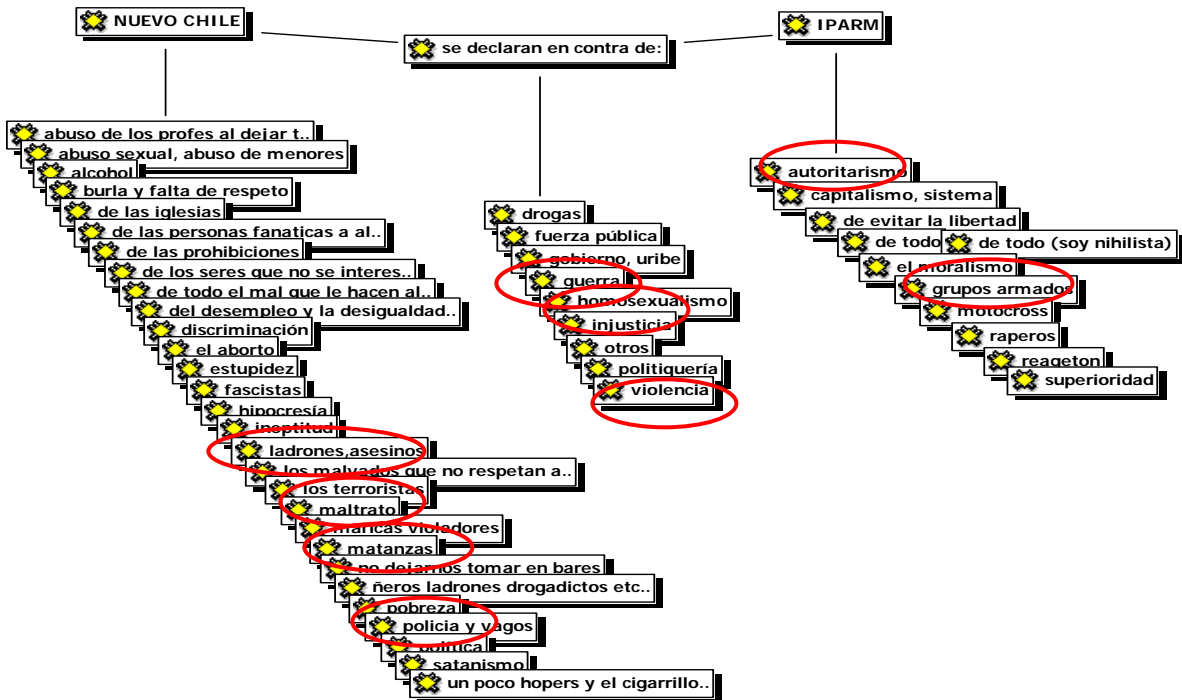 NUEVO CHILE
se declaran en contra de:
IPARM
abuso de los profes al dejar t..
abuso sexual, abuso de menores
alcohol
burla y falta de respeto
de las iglesias
de las personas fanaticas a al..
de las prohibiciones
de los seres que no se interes..
de todo el mal que le hacen al..
del desempleo y la desigualdad..
discriminación
el aborto
estupidez
fascistas
hipocresía
ineptitud
ladrones,asesinos
los malvados que no respetan a..
los terroristas
maltrato
maricas violadores
matanzas
no dejarnos tomar en bares
ñeros ladrones drogadictos etc..
pobreza
policia y vagos
política
satanismo
un poco hopers y el cigarrillo..
drogas
fuerza pública
gobierno, uribe
guerra
homosexualismo
injusticia
otros
politiquería
violencia
autoritarismo
capitalismo, sistema
de evitar la libertad
de todo
de todo (soy nihilista)
el moralismo
grupos armados
motocross
raperos
reageton
superioridad